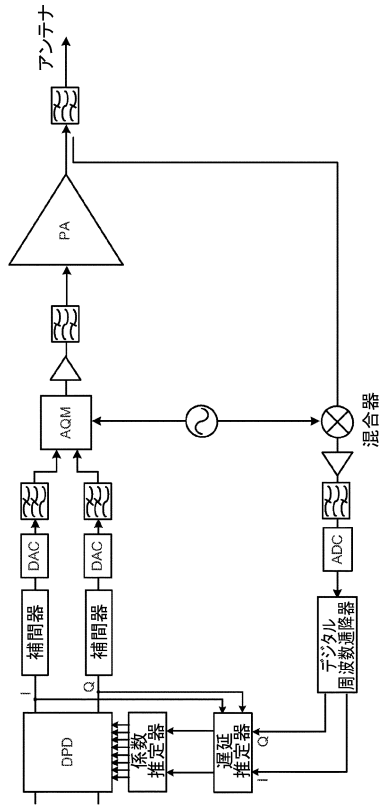 DPD
I
Q
補間器
補間器
DAC
DAC
AQM
PA
アンテナ
係数
推定器
遅延
推定器
I
Q
デジタル
周波数逓降器
ADC
混合器